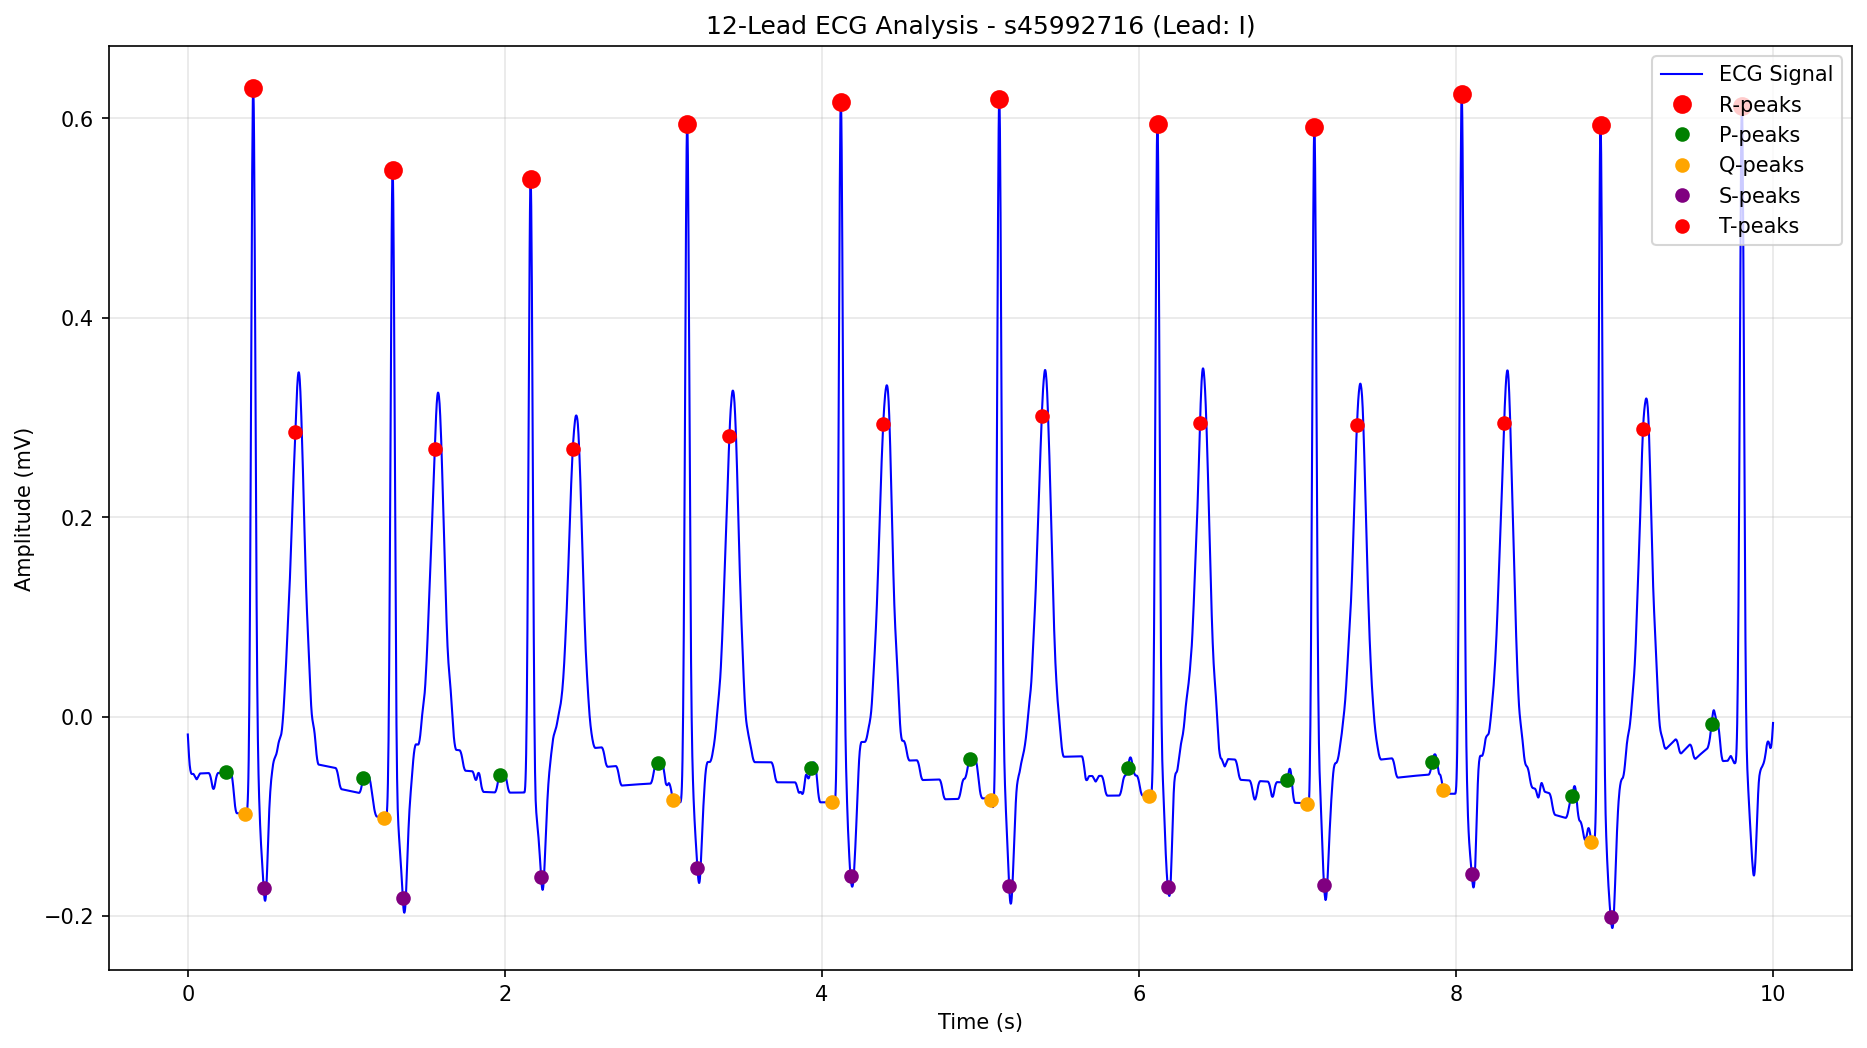 12-Lead ECG Analysis - s45992716 (Lead: I)
ECG Signal
R-peaks
P-peaks
Q-peaks
S-peaks
T-peaks
Amplitude (mV)
0.6
0.4
0.2
0.0
−0.2
0 2 4 6 8 10
Time (s)